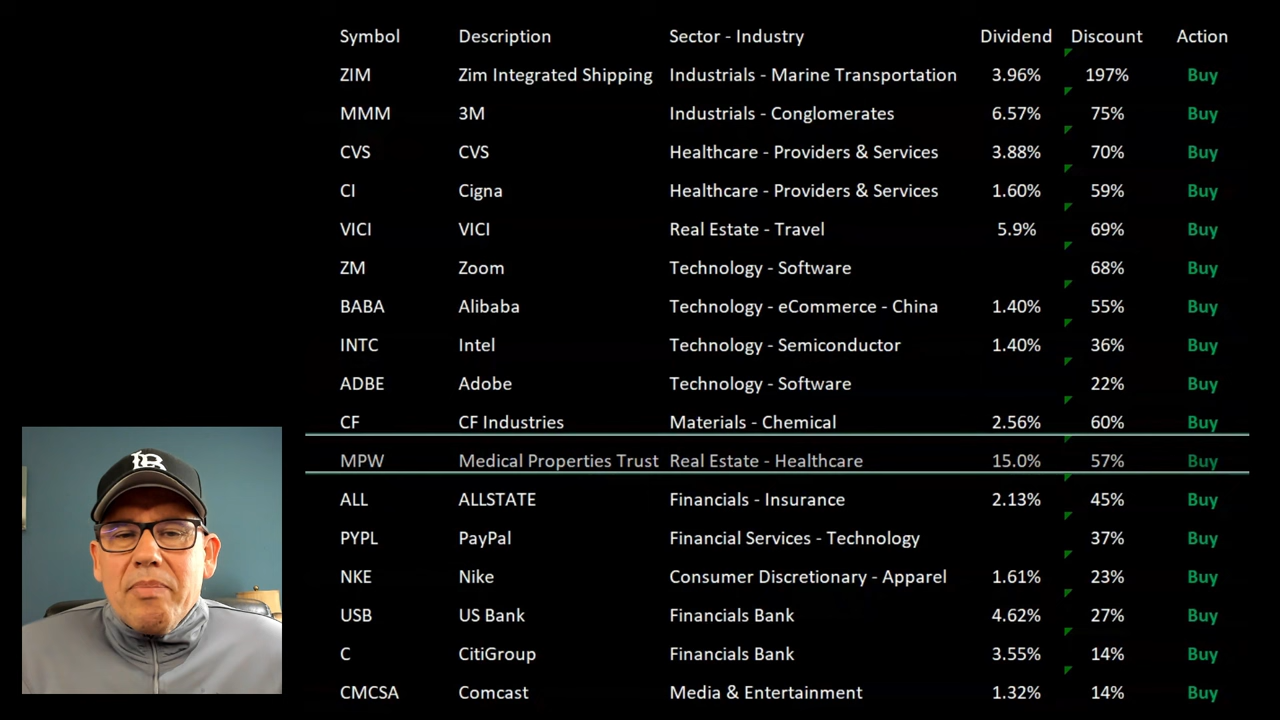 Symbol Description Sector - Industry Dividend Discount Action
ZIM Zim Integrated Shipping Industrials - Marine Transportation 3.96% 197% Buy
MMM 3M Industrials - Conglomerates 6.57% 75% Buy
CVS CVS Healthcare - Providers & Services 3.88% 70% Buy
CI Cigna Healthcare - Providers & Services 1.60% 59% Buy
VICI VICI Real Estate - Travel 5.9% 69% Buy
ZM Zoom Technology - Software 68% Buy
BABA Alibaba Technology - eCommerce - China 1.40% 55% Buy
INTC Intel Technology - Semiconductor 1.40% 36% Buy
ADBE Adobe Technology - Software 22% Buy
CF CF Industries Materials - Chemical 2.56% 60% Buy
MPW Medical Properties Trust Real Estate - Healthcare 15.0% 57% Buy
ALL ALLSTATE Financials - Insurance 2.13% 45% Buy
PYPL PayPal Financial Services - Technology 37% Buy
NKE Nike Consumer Discretionary - Apparel 1.61% 23% Buy
USB US Bank Financials Bank 4.62% 27% Buy
C CitiGroup Financials Bank 3.55% 14% Buy
CMCSA Comcast Media & Entertainment 1.32% 14% Buy
LB